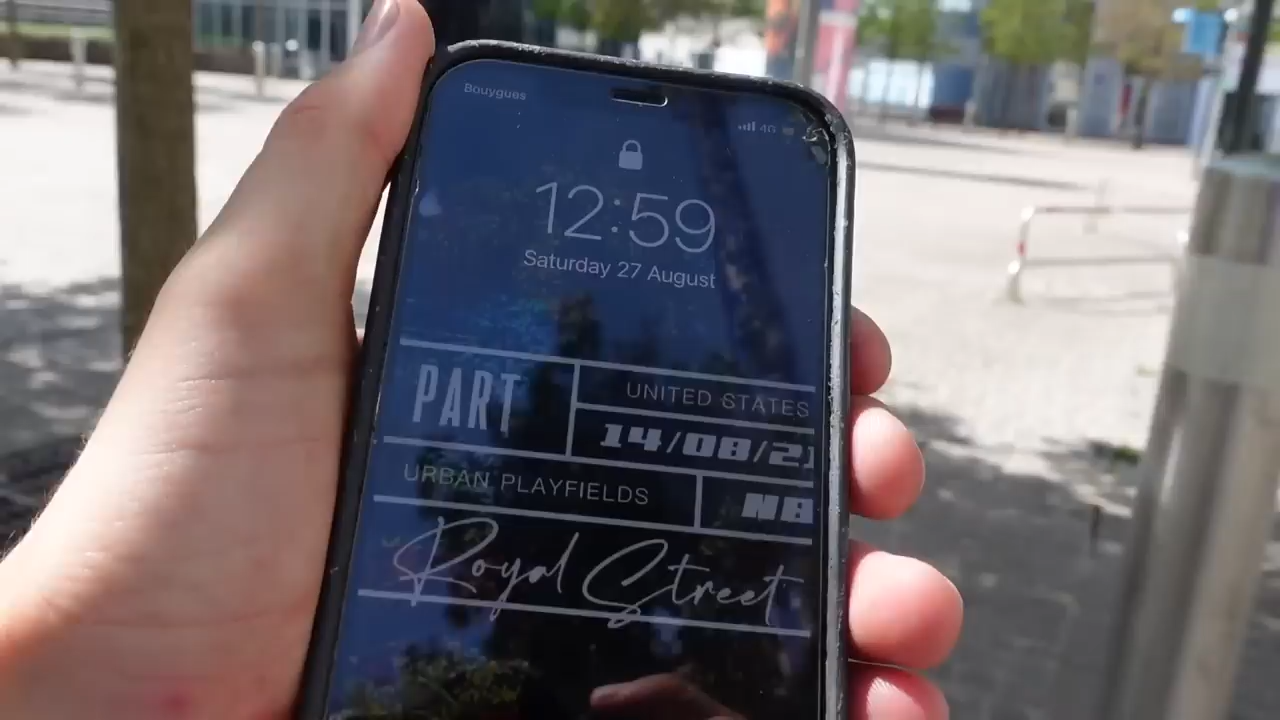 Bouygues
4G
12:59
Saturday 27 August
PART
UNITED STATES
14/08/21
URBAN PLAYFIELDS
NB
Royal Street